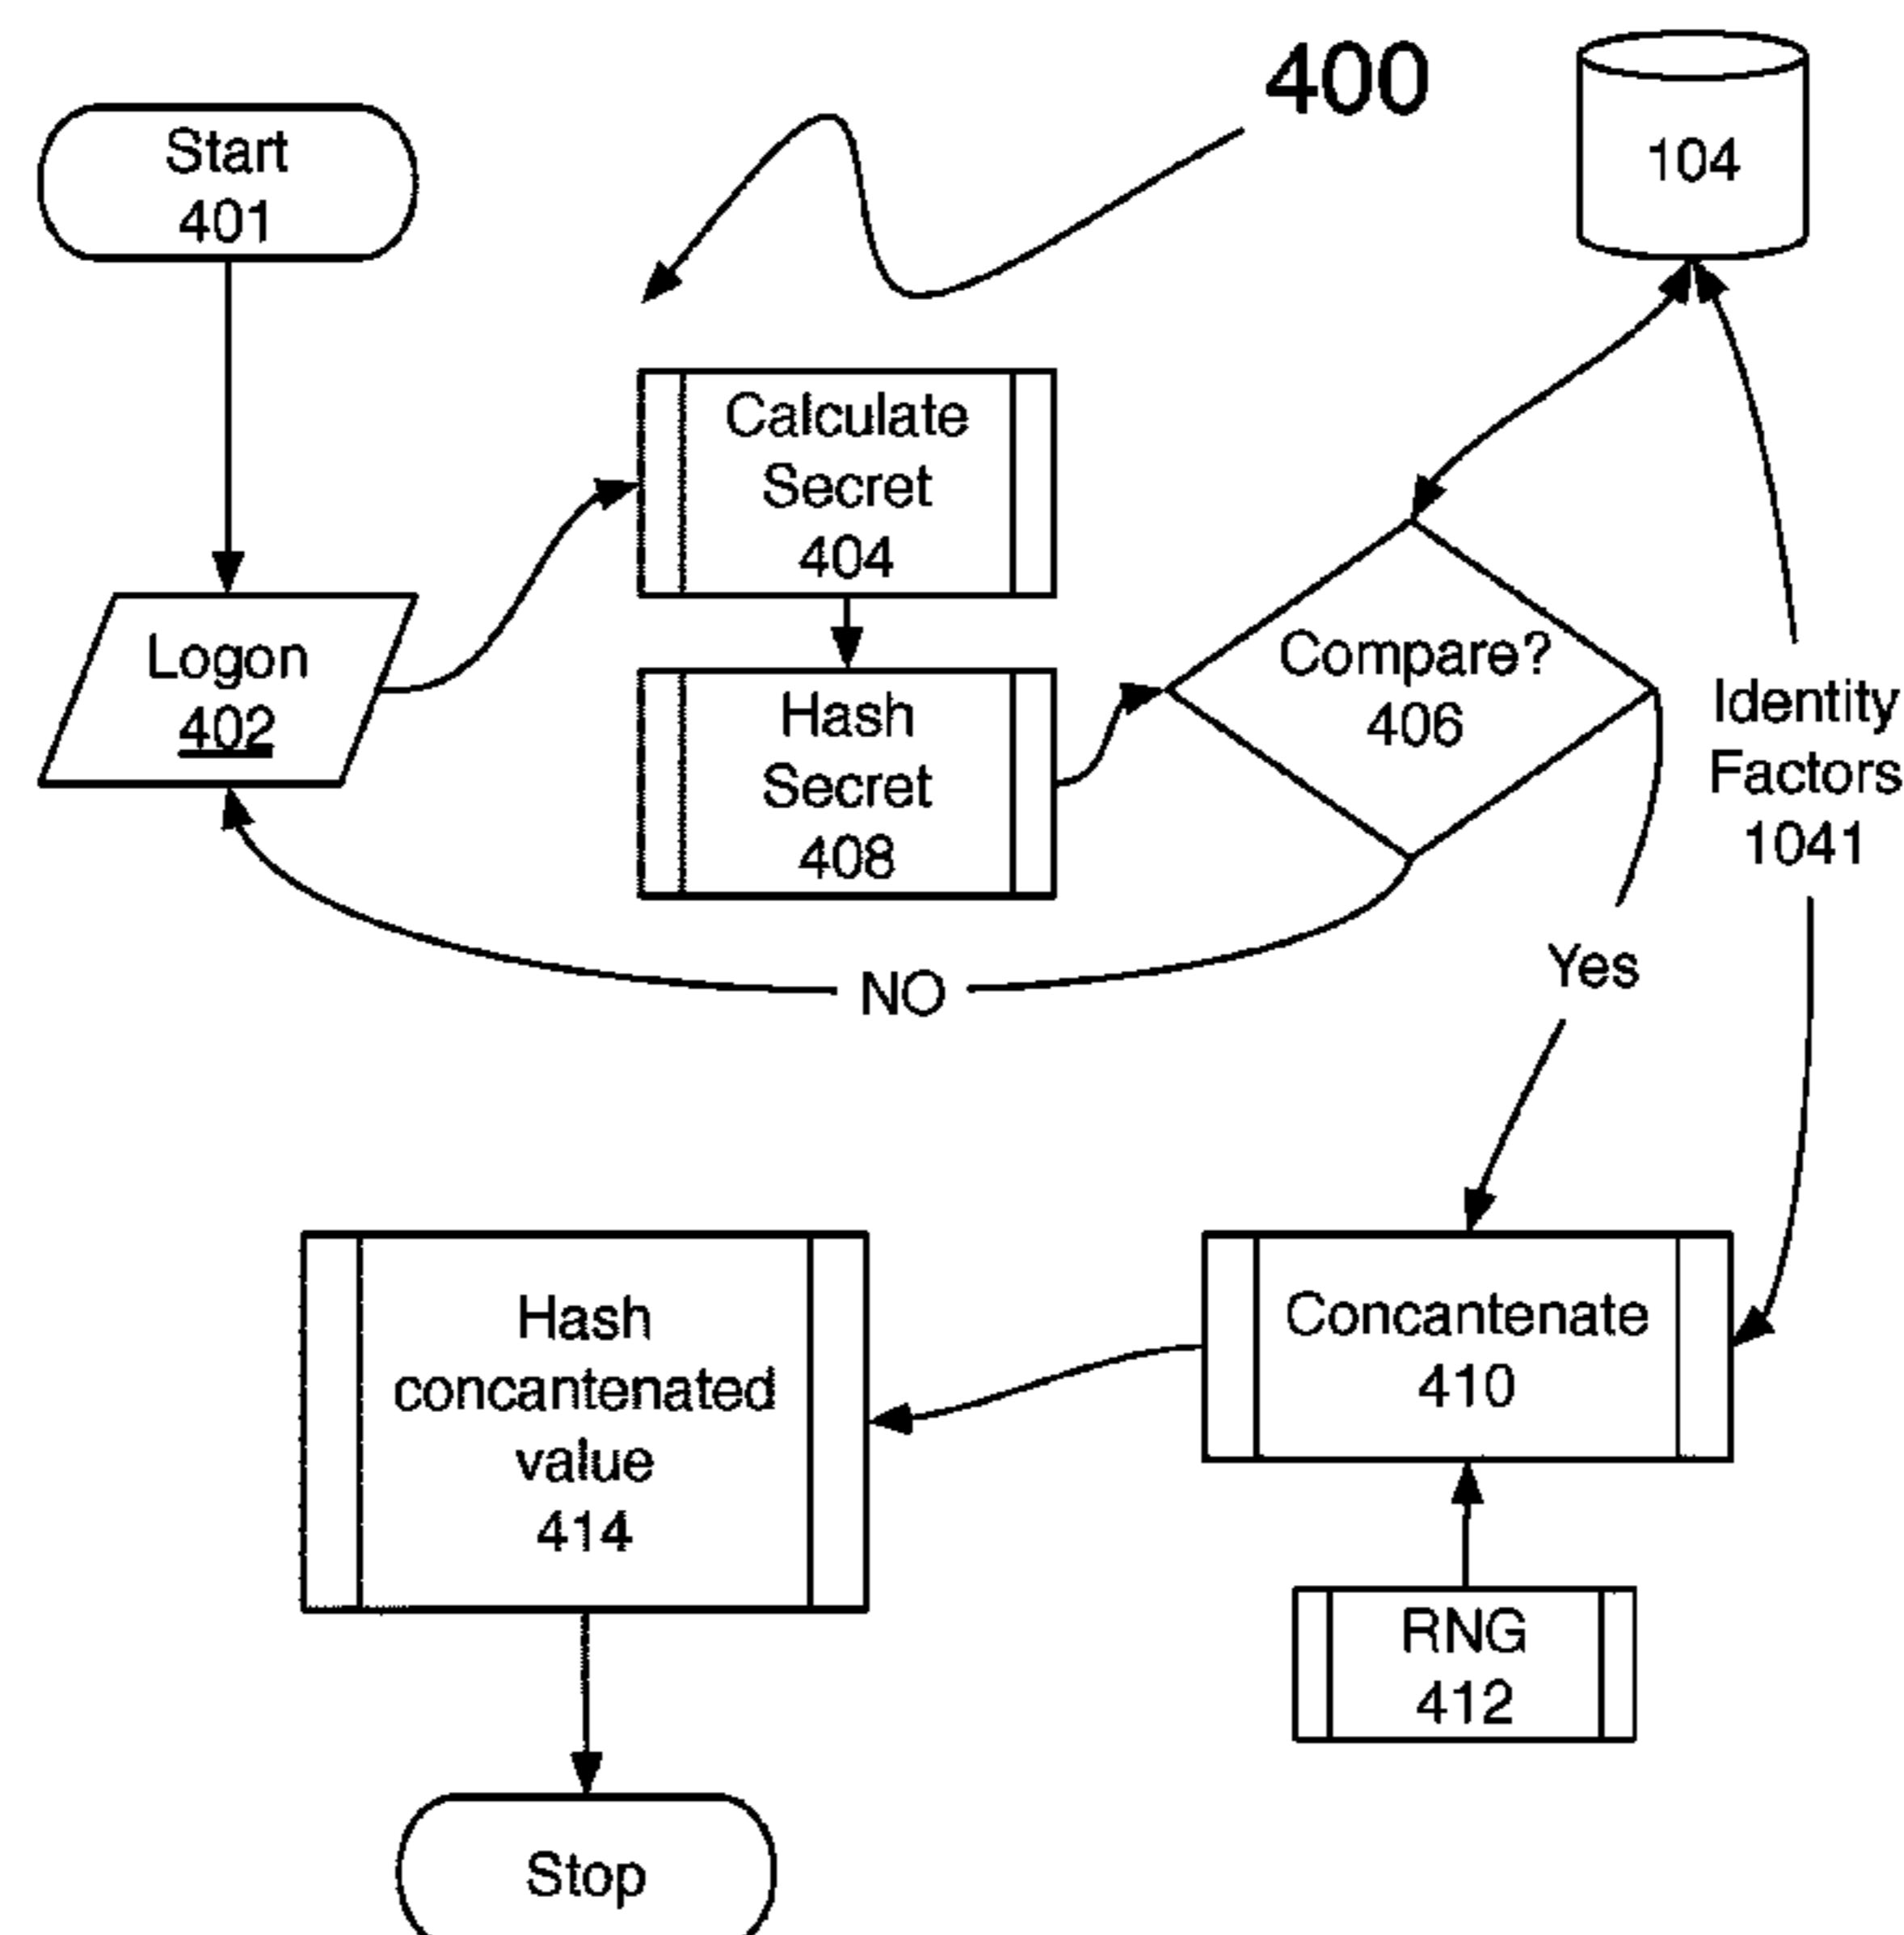 400
104
Start
401
Calculate
Secret
404
Logon
402
Hash
Secret
408
Compare?
406
Identity
Factors
1041
Yes
NO
Hash
concantenated
value
414
Concantenate
410
RNG
412
Stop